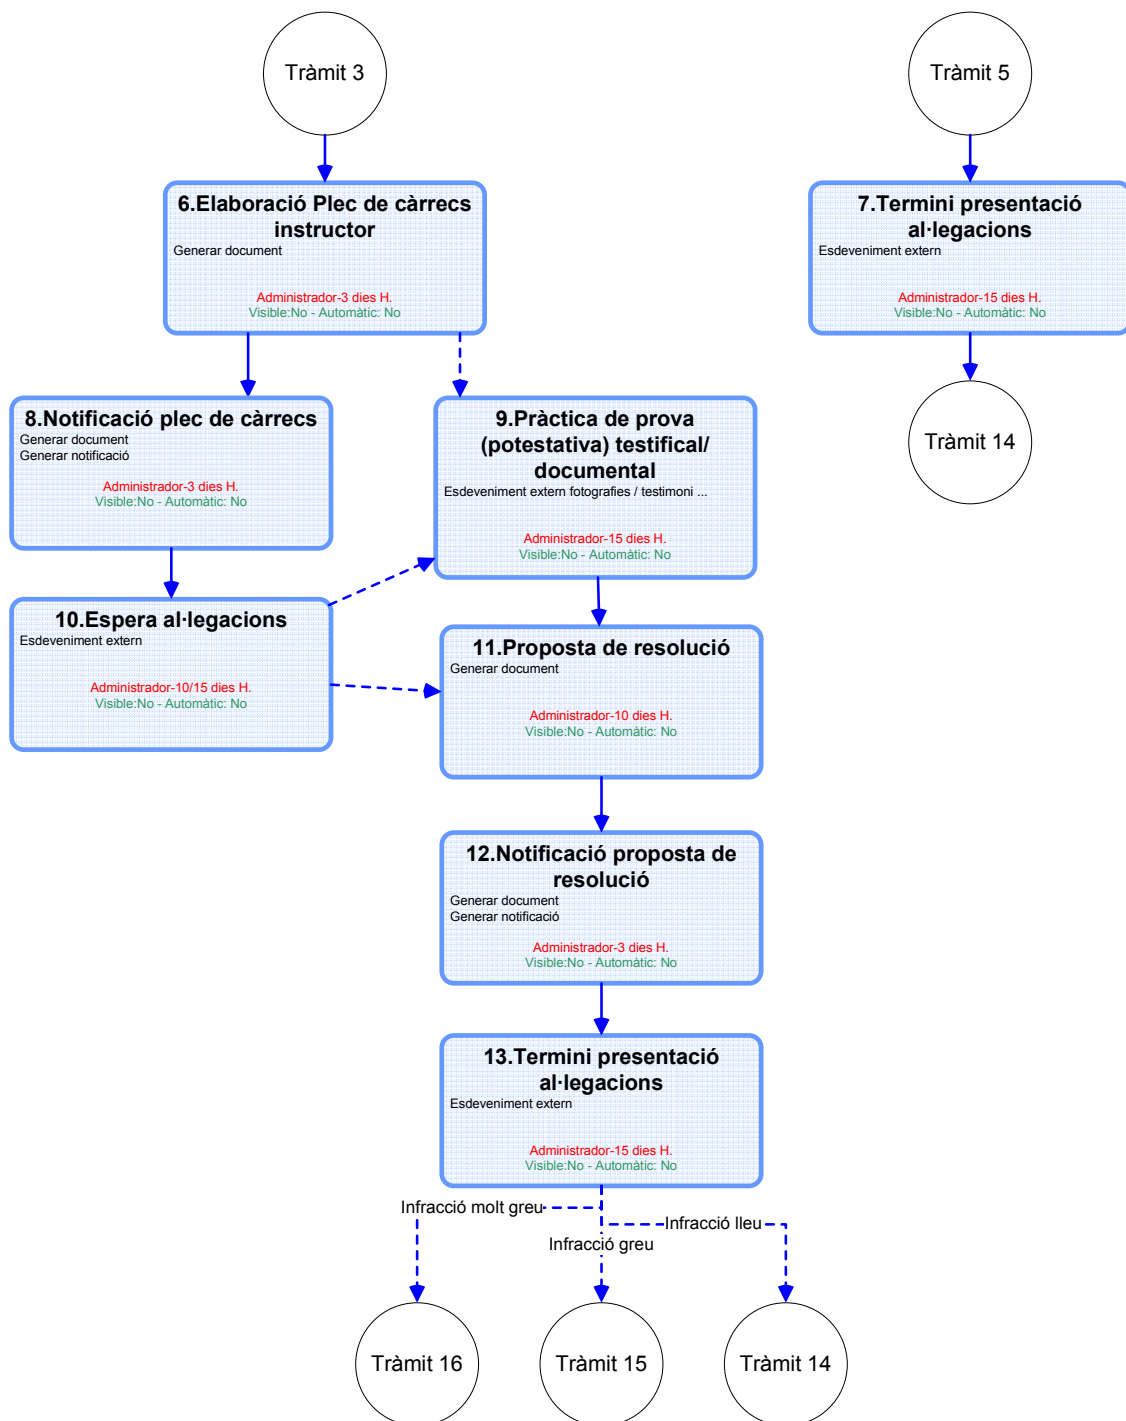 Tràmit 3
Tràmit 5
6.Elaboració Plec de càrrecs
instructor
Generar document
Administrador-3 dies H.
Visible:No - Automàtic: No
7.Termini presentació
al·legacions
Esdeveniment extern
Administrador-15 dies H.
Visible:No - Automàtic: No
8.Notificació plec de càrrecs
Generar document
Generar notificació
Administrador-3 dies H.
Visible:No - Automàtic: No
9.Pràctica de prova
(potestativa) testifical/
documental
Esdeveniment extern fotografies / testimoni ...
Administrador-15 dies H.
Visible:No - Automàtic: No
Tràmit 14
10.Espera al·legacions
Esdeveniment extern
Administrador-10/15 dies H.
Visible:No - Automàtic: No
11.Proposta de resolució
Generar document
Administrador-10 dies H.
Visible:No - Automàtic: No
12.Notificació proposta de
resolució
Generar document
Generar notificació
Administrador-3 dies H.
Visible:No - Automàtic: No
13.Termini presentació
al·legacions
Esdeveniment extern
Administrador-15 dies H.
Visible:No - Automàtic: No
Infracció molt greu
Infracció lleu
Infracció greu
Tràmit 16
Tràmit 15
Tràmit 14